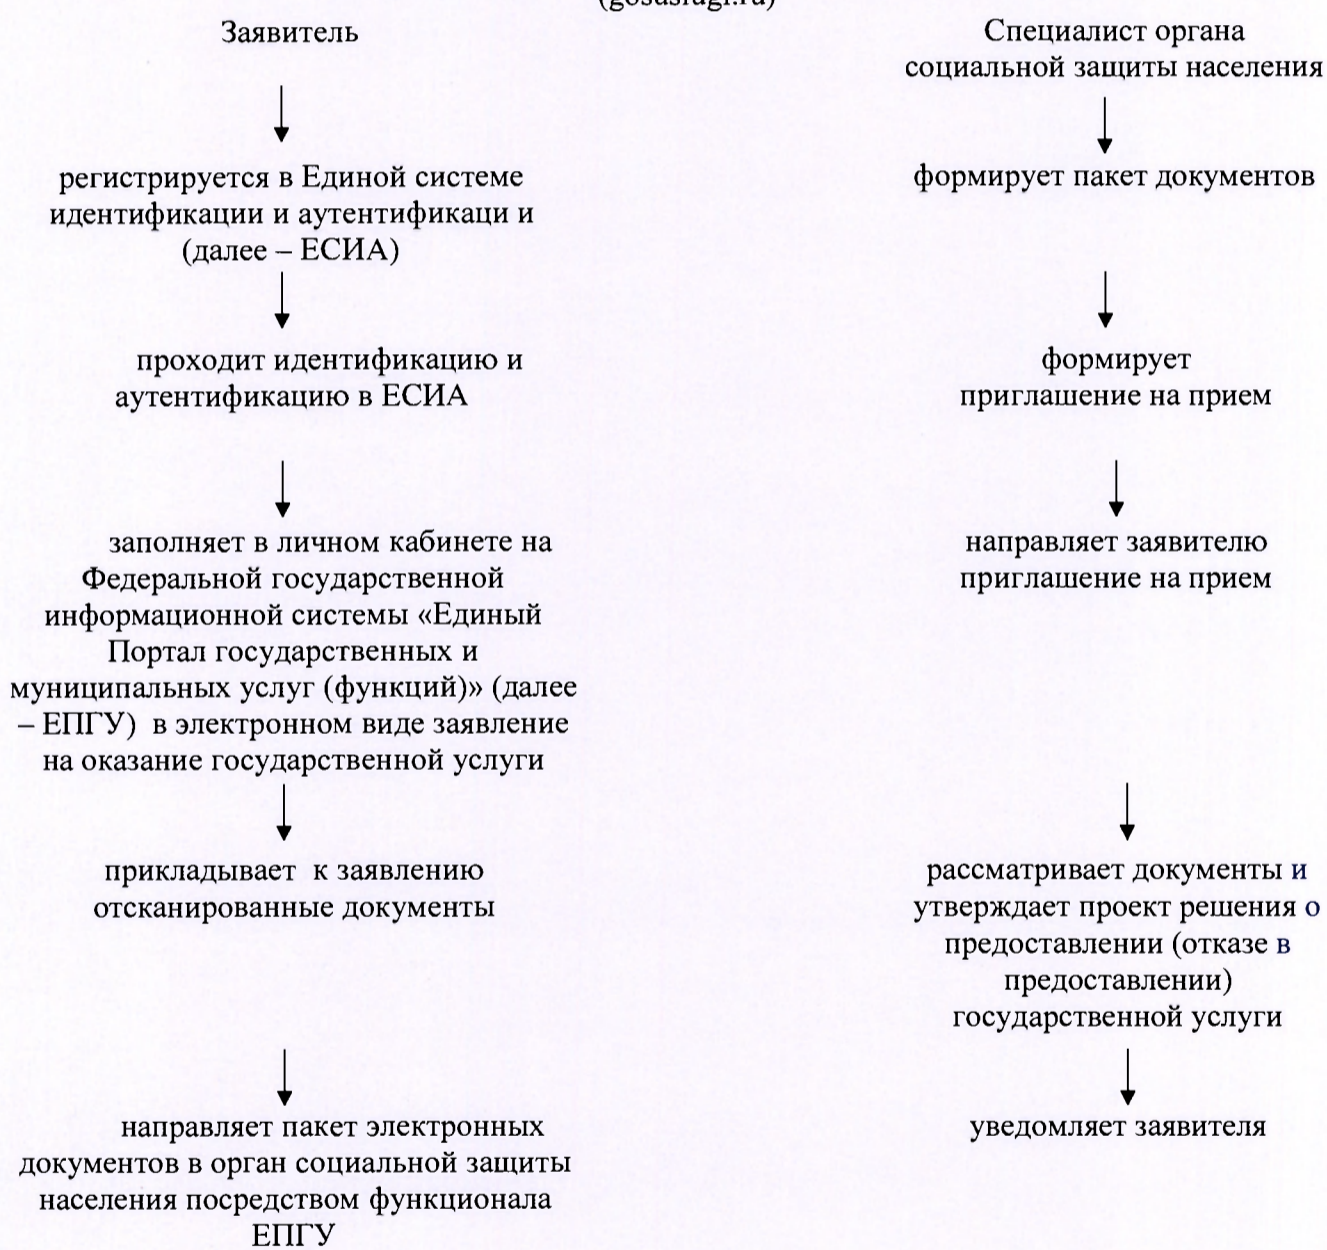 (gosuslugi.ru)
Заявитель
регистрируется в Единой системе
идентификации и аутентификаци и
(далее – ЕСИА)
проходит идентификацию и
аутентификацию в ЕСИА
заполняет в личном кабинете на
Федеральной государственной
информационной системы «Единый
Портал государственных и
муниципальных услуг (функций)» (далее
– ЕПГУ) в электронном виде заявление
на оказание государственной услуги
прикладывает к заявлению
отсканированные документы
направляет пакет электронных
документов в орган социальной защиты
населения посредством функционала
ЕПГУ
Специалист органа
социальной защиты населения
формирует пакет документов
формирует
приглашение на прием
направляет заявителю
приглашение на прием
рассматривает документы и
утверждает проект решения о
предоставлении (отказе в
предоставлении)
государственной услуги
уведомляет заявителя